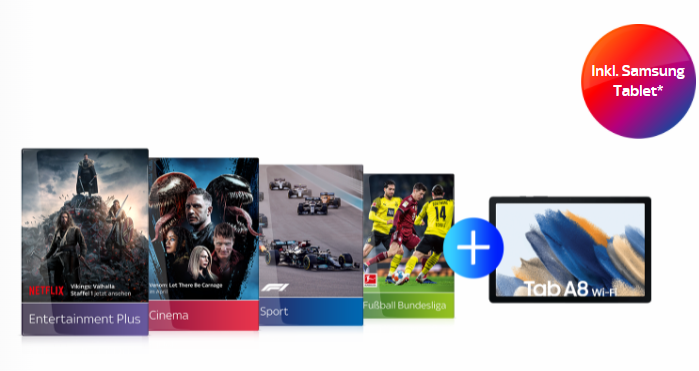 Inkl. Samsung
Tablet*
NETFLIX
Vikings: Valhalla
Staffel 1 jetzt ansehen
Entertainment Plus
Venom: Let There Be Carnage
Cinema
F1
Sport
14
Fußball Bundesliga
+
Tab A8 Wi-Fi